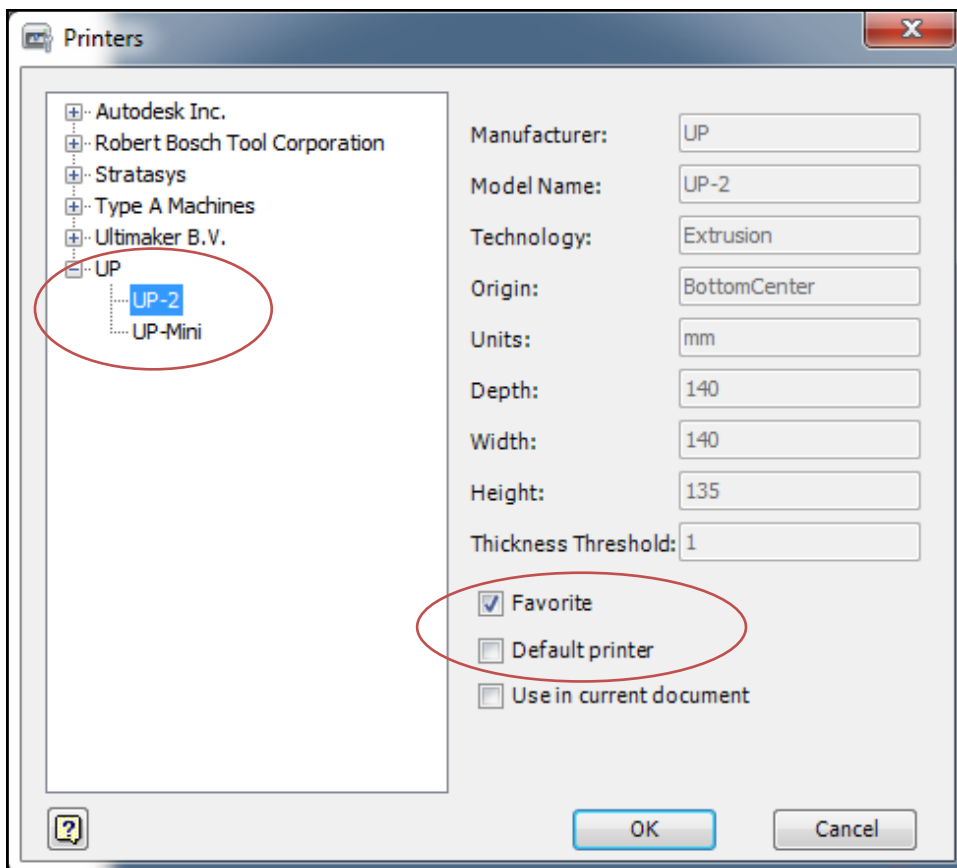 Printers
Autodesk Inc.
Robert Bosch Tool Corporation
Stratasys
Type A Machines
Ultimaker B.V.
UP
UP-2
UP-Mini
Manufacturer: UP
Model Name: UP-2
Technology: Extrusion
Origin: BottomCenter
Units: mm
Depth: 140
Width: 140
Height: 135
Thickness Threshold: 1
Favorite
Default printer
Use in current document
OK Cancel